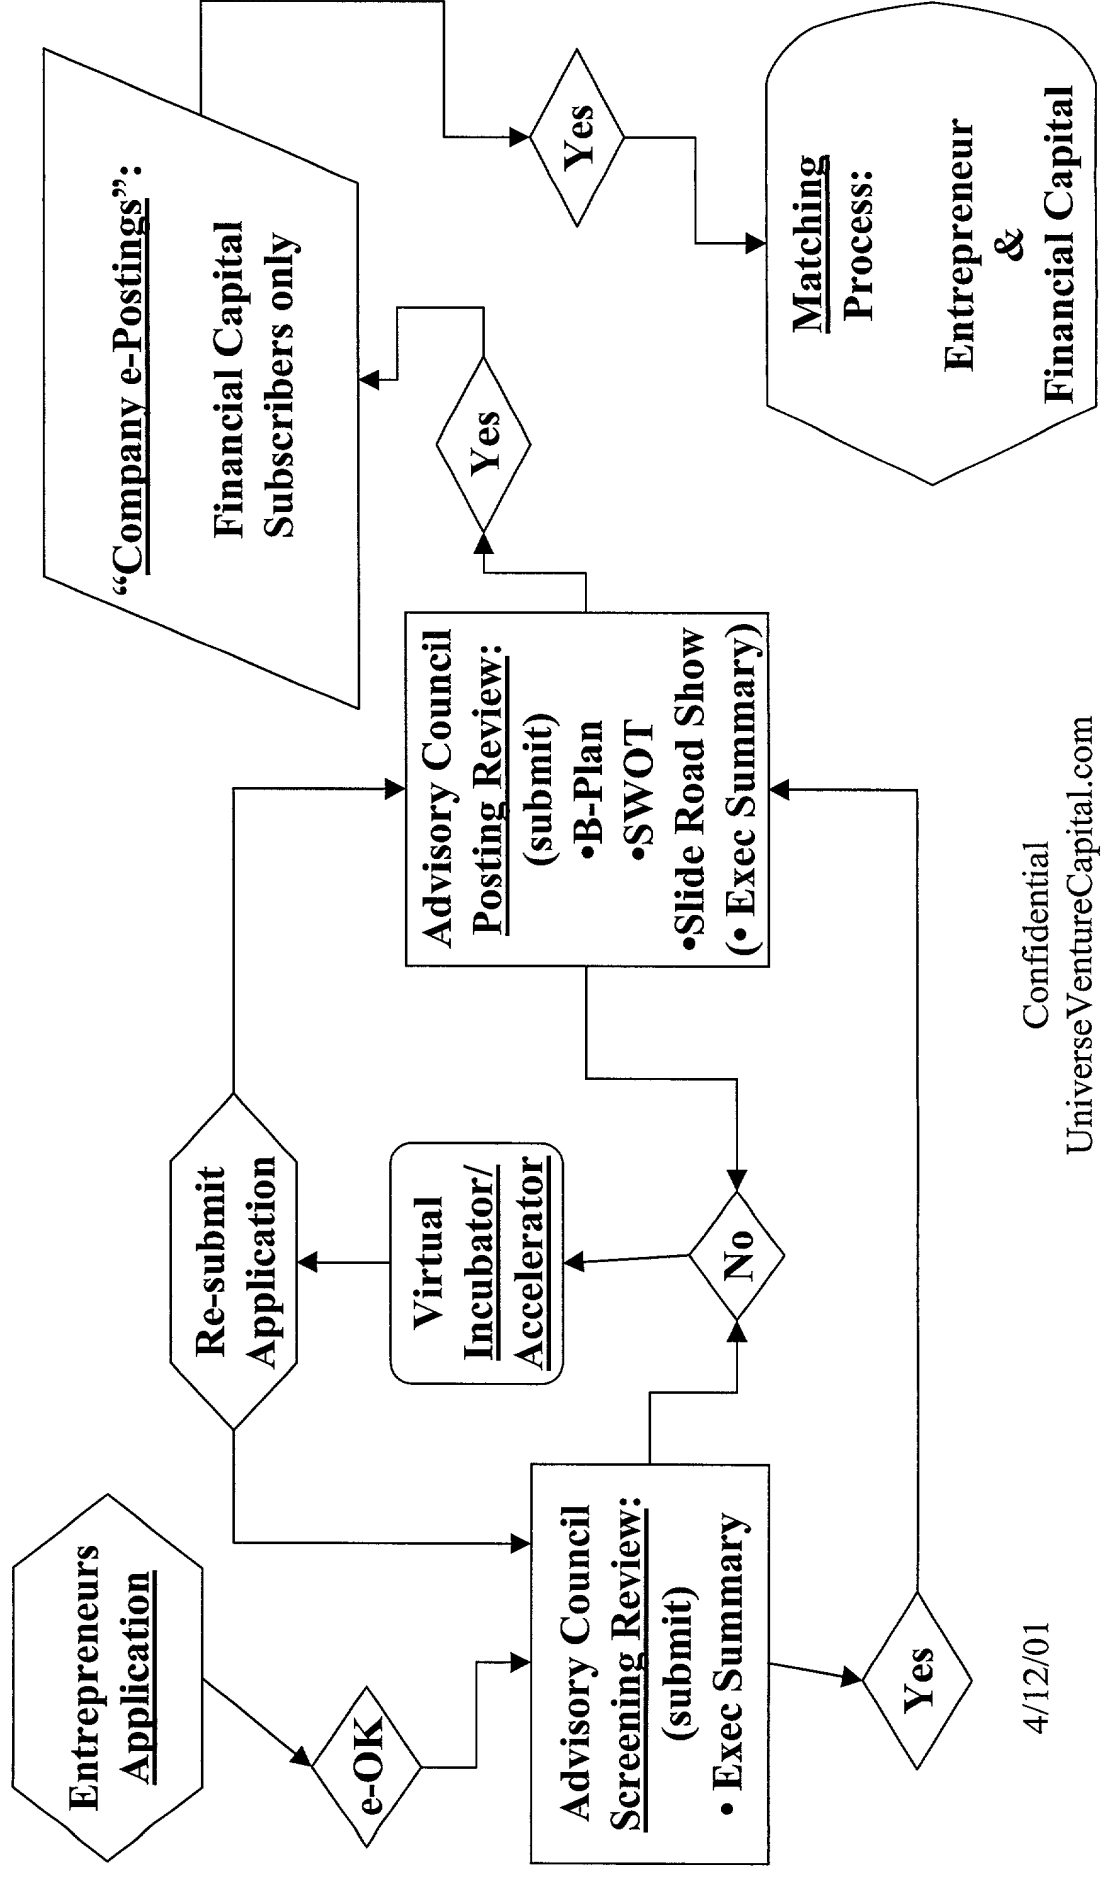 Entrepreneurs
Application
e-OK
Advisory Council
Screening Review:
(submit)
• Exec Summary
Yes
Re-submit
Application
Virtual
Incubator/
Accelerator
No
Advisory Council
Posting Review:
(submit)
•B-Plan
•SWOT
•Slide Road Show
(• Exec Summary)
Yes
“Company e-Postings”:
Financial Capital
Subscribers only
Yes
Matching
Process:
Entrepreneur
&
Financial Capital
4/12/01
Confidential
UniverseVentureCapital.com